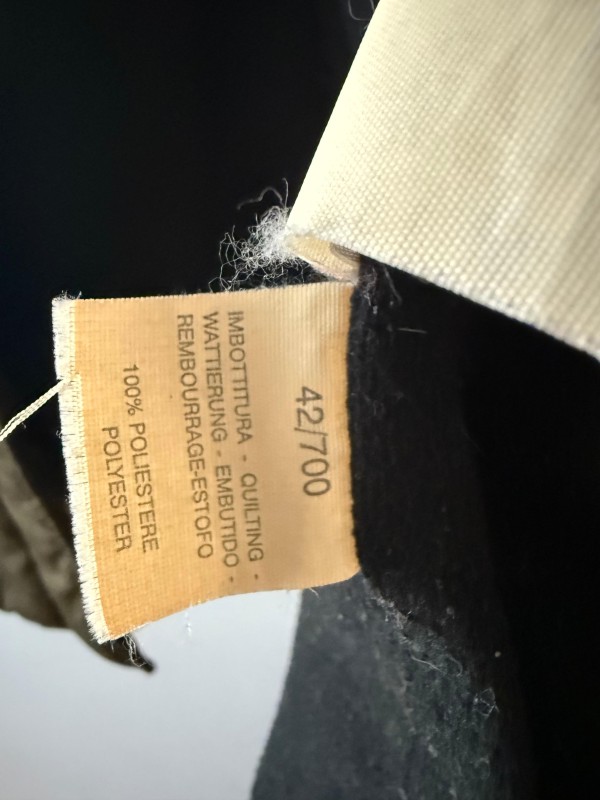 42/700
IMBOTTITURA - QUILTING -
WATTIERUNG - EMBUTIDO -
REMBOURRAGE-ESTOFO
100% POLIESTERE
POLYESTER